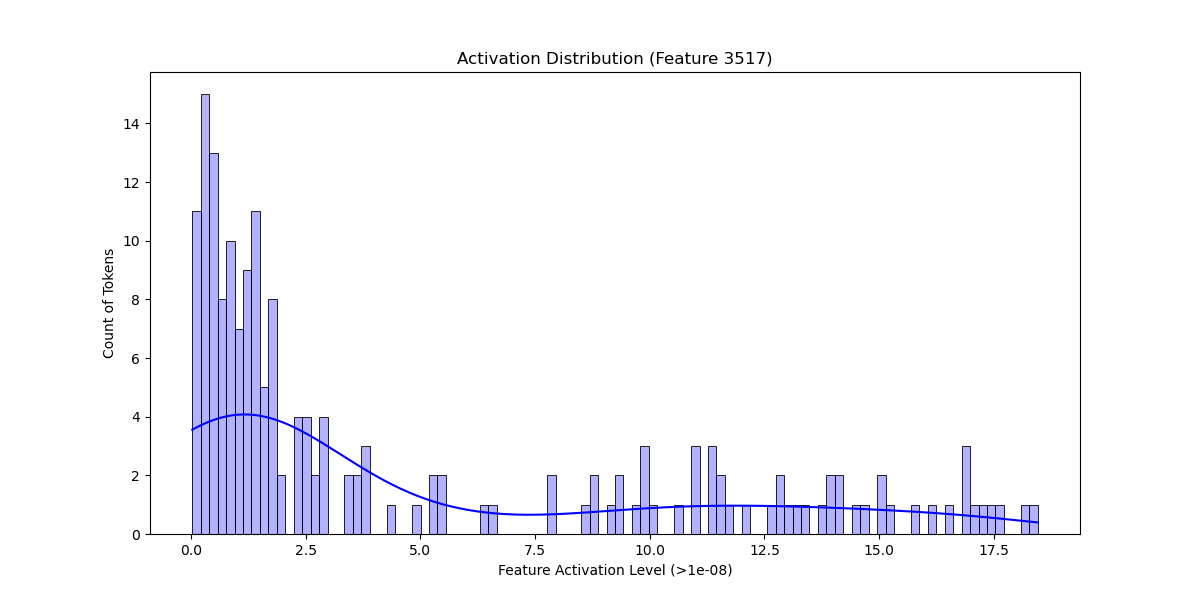 Activation Distribution (Feature 3517)
Count of Tokens
14
12
10
8
6
4
2
0
0.0 2.5 5.0 7.5 10.0 12.5 15.0 17.5
Feature Activation Level (>1e-08)